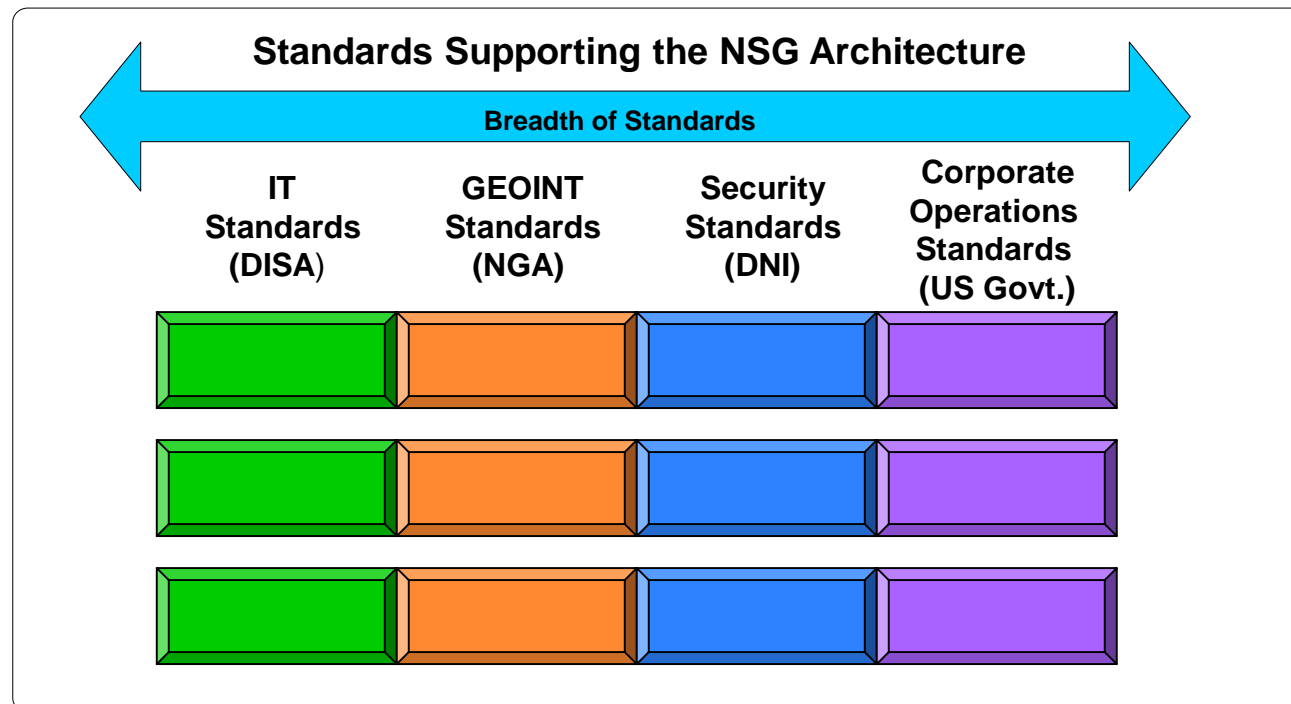 Standards Supporting the NSG Architecture
Breadth of Standards
IT
Standards
(DISA)
GEOINT
Standards
(NGA)
Security
Standards
(DNI)
Corporate
Operations
Standards
(US Govt.)